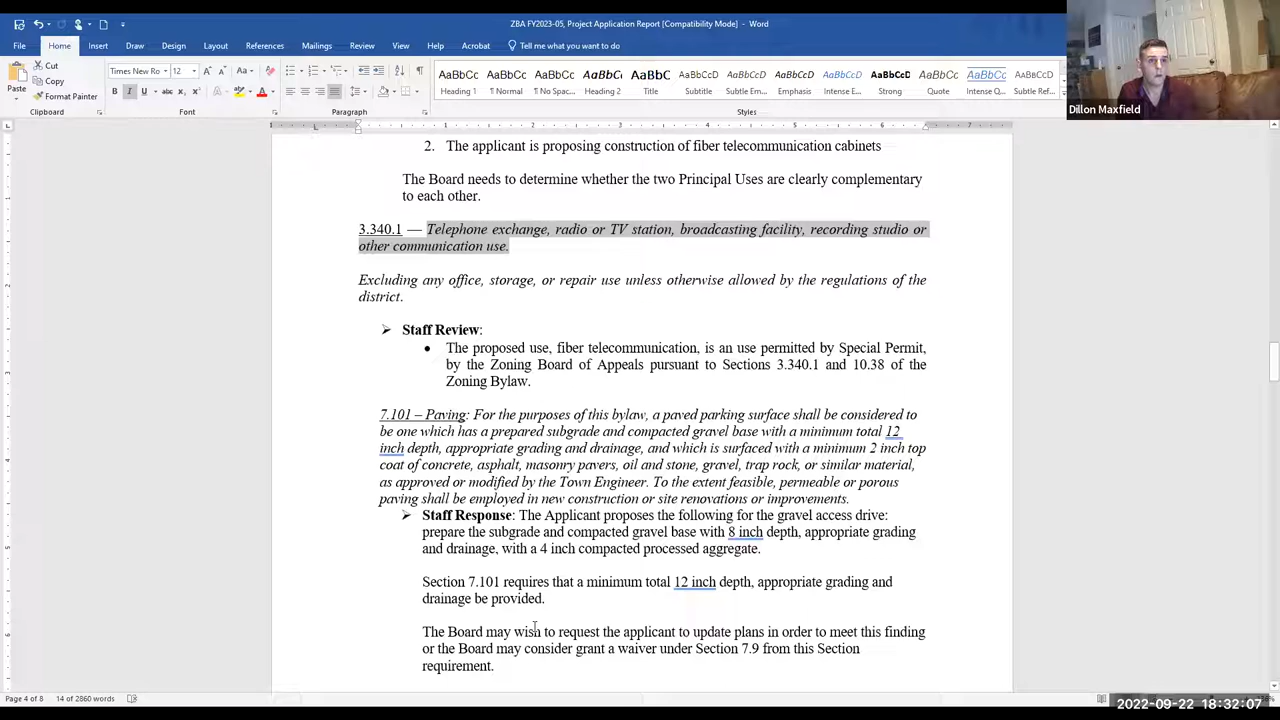 ZBA FY2023-05, Project Application Report [Compatibility Mode] - Word
File Home Insert Draw Design Layout References Mailings Review View Help Acrobat Tell me what you want to do
Paste
Cut
Copy
Format Painter
Clipboard
Times New Ro 12
Font
Paragraph
AaBbCcD AaBbCcD AaBbCcD AaBbCc AaBbC AaBbCcD AaBbCcD AaBbCcD AaBbCcD AaBbCcD AaBbCcD AaBbCcD AaBbCcD
Heading 1 ¶ Normal ¶ No Spac... Heading 2 Title Subtitle Subtle Em... Emphasis Intense E... Strong Quote Intense Q... Subtle Ref...
Styles
Dillon Maxfield
2. The applicant is proposing construction of fiber telecommunication cabinets
The Board needs to determine whether the two Principal Uses are clearly complementary
to each other.
3.340.1 — Telephone exchange, radio or TV station, broadcasting facility, recording studio or
other communication use.
Excluding any office, storage, or repair use unless otherwise allowed by the regulations of the
district.
➢ Staff Review:
• The proposed use, fiber telecommunication, is an use permitted by Special Permit,
by the Zoning Board of Appeals pursuant to Sections 3.340.1 and 10.38 of the
Zoning Bylaw.
7.101 – Paving: For the purposes of this bylaw, a paved parking surface shall be considered to
be one which has a prepared subgrade and compacted gravel base with a minimum total 12
inch depth, appropriate grading and drainage, and which is surfaced with a minimum 2 inch top
coat of concrete, asphalt, masonry pavers, oil and stone, gravel, trap rock, or similar material,
as approved or modified by the Town Engineer. To the extent feasible, permeable or porous
paving shall be employed in new construction or site renovations or improvements.
➢ Staff Response: The Applicant proposes the following for the gravel access drive:
prepare the subgrade and compacted gravel base with 8 inch depth, appropriate grading
and drainage, with a 4 inch compacted processed aggregate.
Section 7.101 requires that a minimum total 12 inch depth, appropriate grading and
drainage be provided.
The Board may wish to request the applicant to update plans in order to meet this finding
or the Board may consider grant a waiver under Section 7.9 from this Section
requirement.
Page 4 of 8 14 of 2860 words
2022-09-22 18:32:07